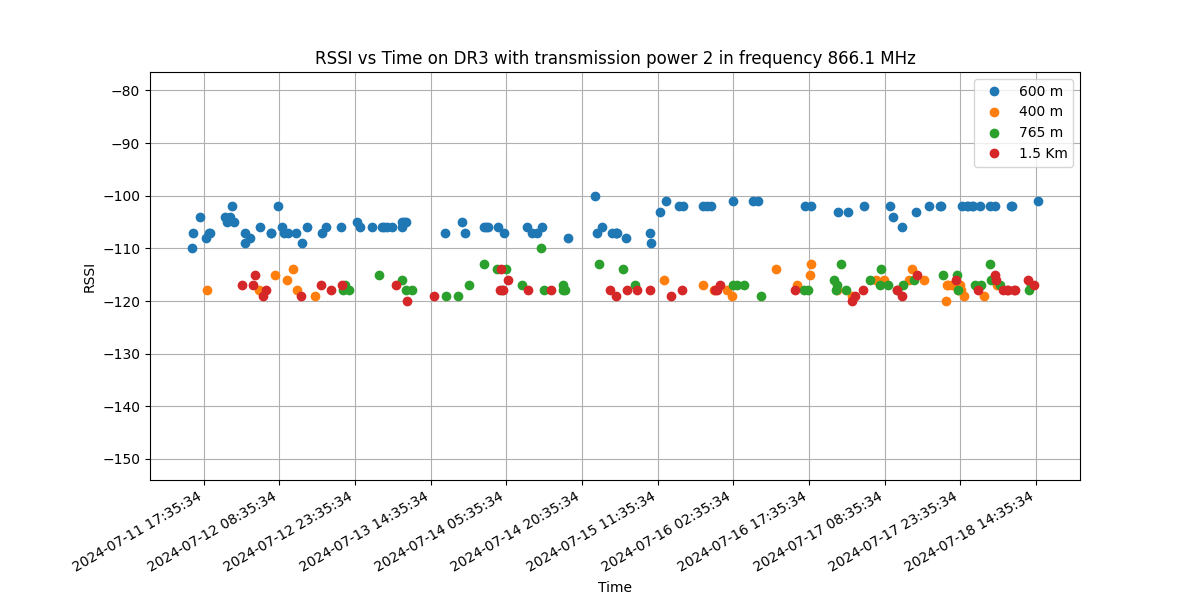 RSSI vs Time on DR3 with transmission power 2 in frequency 866.1 MHz
600 m
400 m
765 m
1.5 Km
RSSI
−80
−90
−100
−110
−120
−130
−140
−150
2024-07-11 17:35:34
2024-07-12 08:35:34
2024-07-12 23:35:34
2024-07-13 14:35:34
2024-07-14 05:35:34
2024-07-14 20:35:34
2024-07-15 11:35:34
2024-07-16 02:35:34
2024-07-16 17:35:34
2024-07-17 08:35:34
2024-07-17 23:35:34
2024-07-18 14:35:34
Time